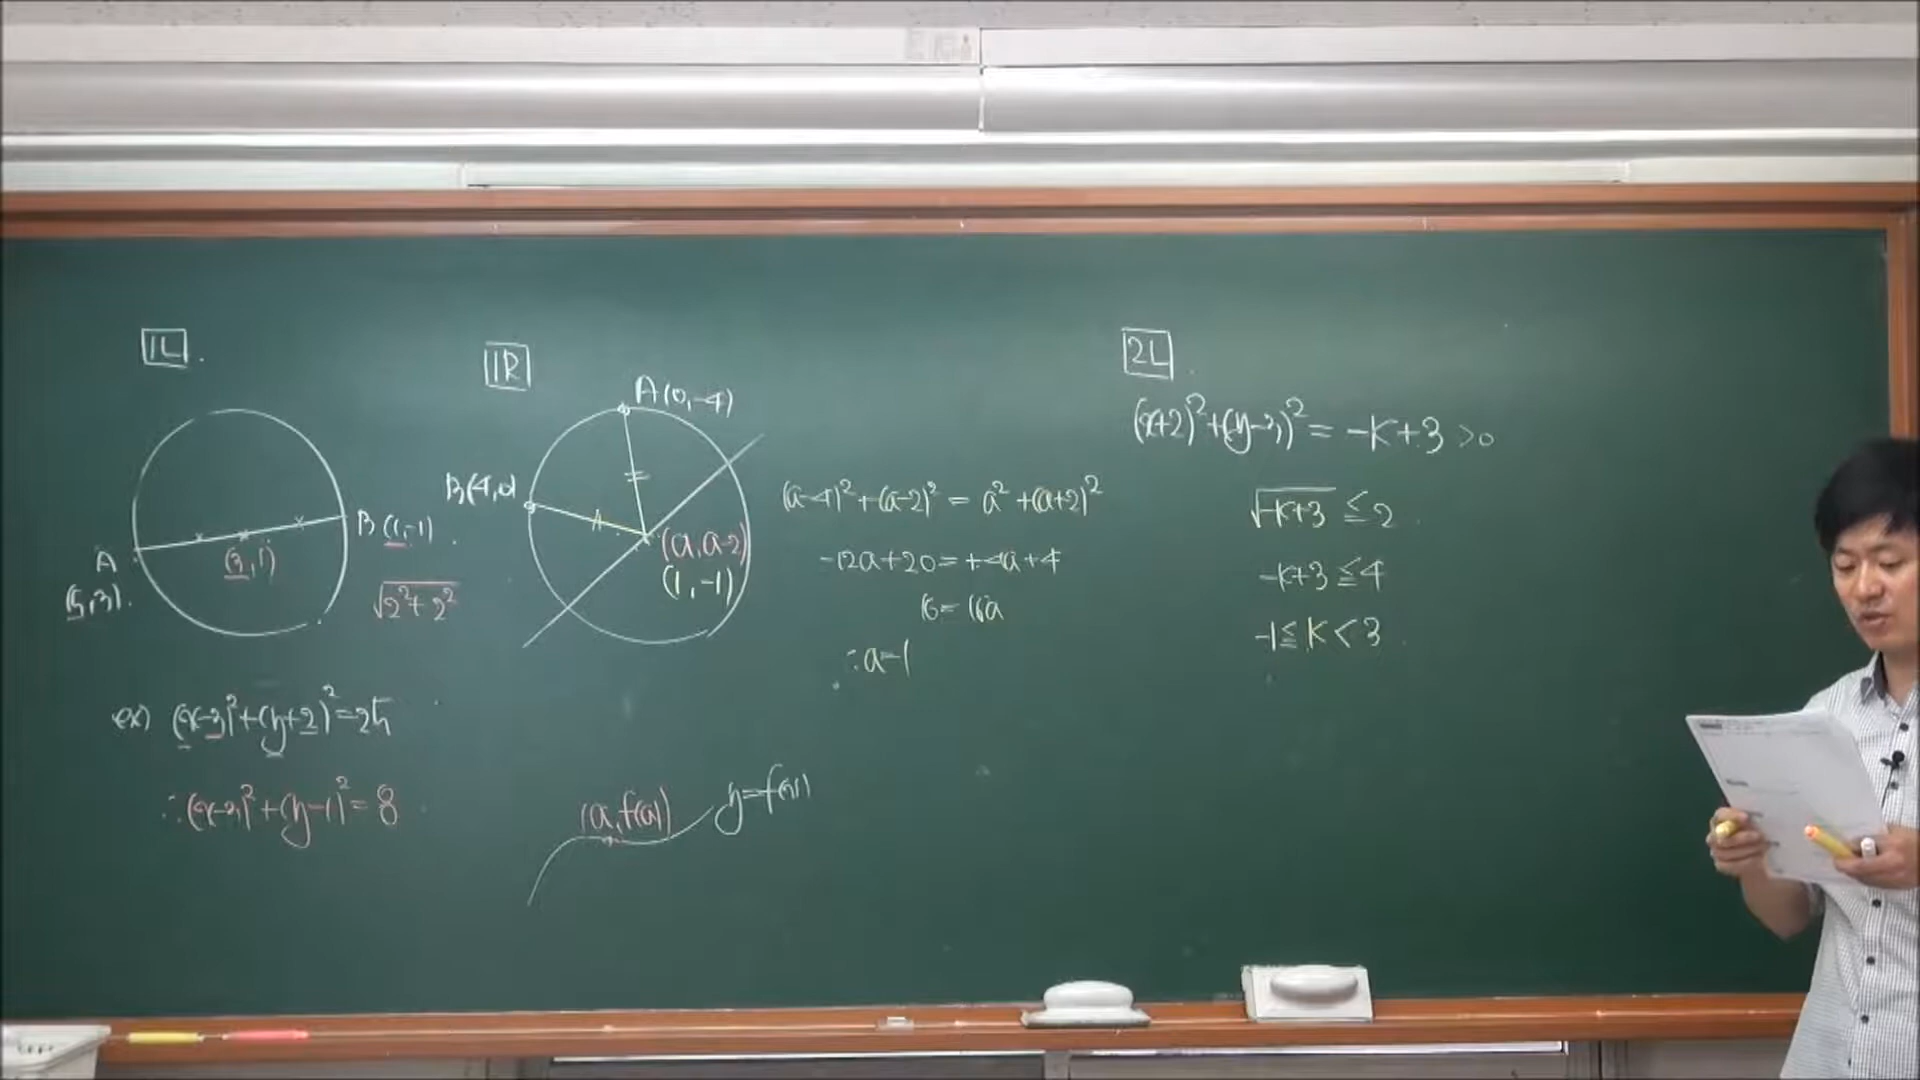 1L.
A
(5,3).
(3,1)
B(1,-1)
√2²+2²
ex) (x-3)²+(y+2)²=25
∴(x-3)²+(y-1)²=8
1R
A(0,-4)
B(4,0)
(a,a-2)
(1,-1)
(a-4)²+(a-2)² = a²+(a+2)²
-12a+20=+4a+4
16=16a
∴a=1
(a,f(a))
y=f(x)
2L
(x+2)²+(y-3)²=-k+3>0
√-k+3 ≤2
-k+3≤4
-1≤k<3